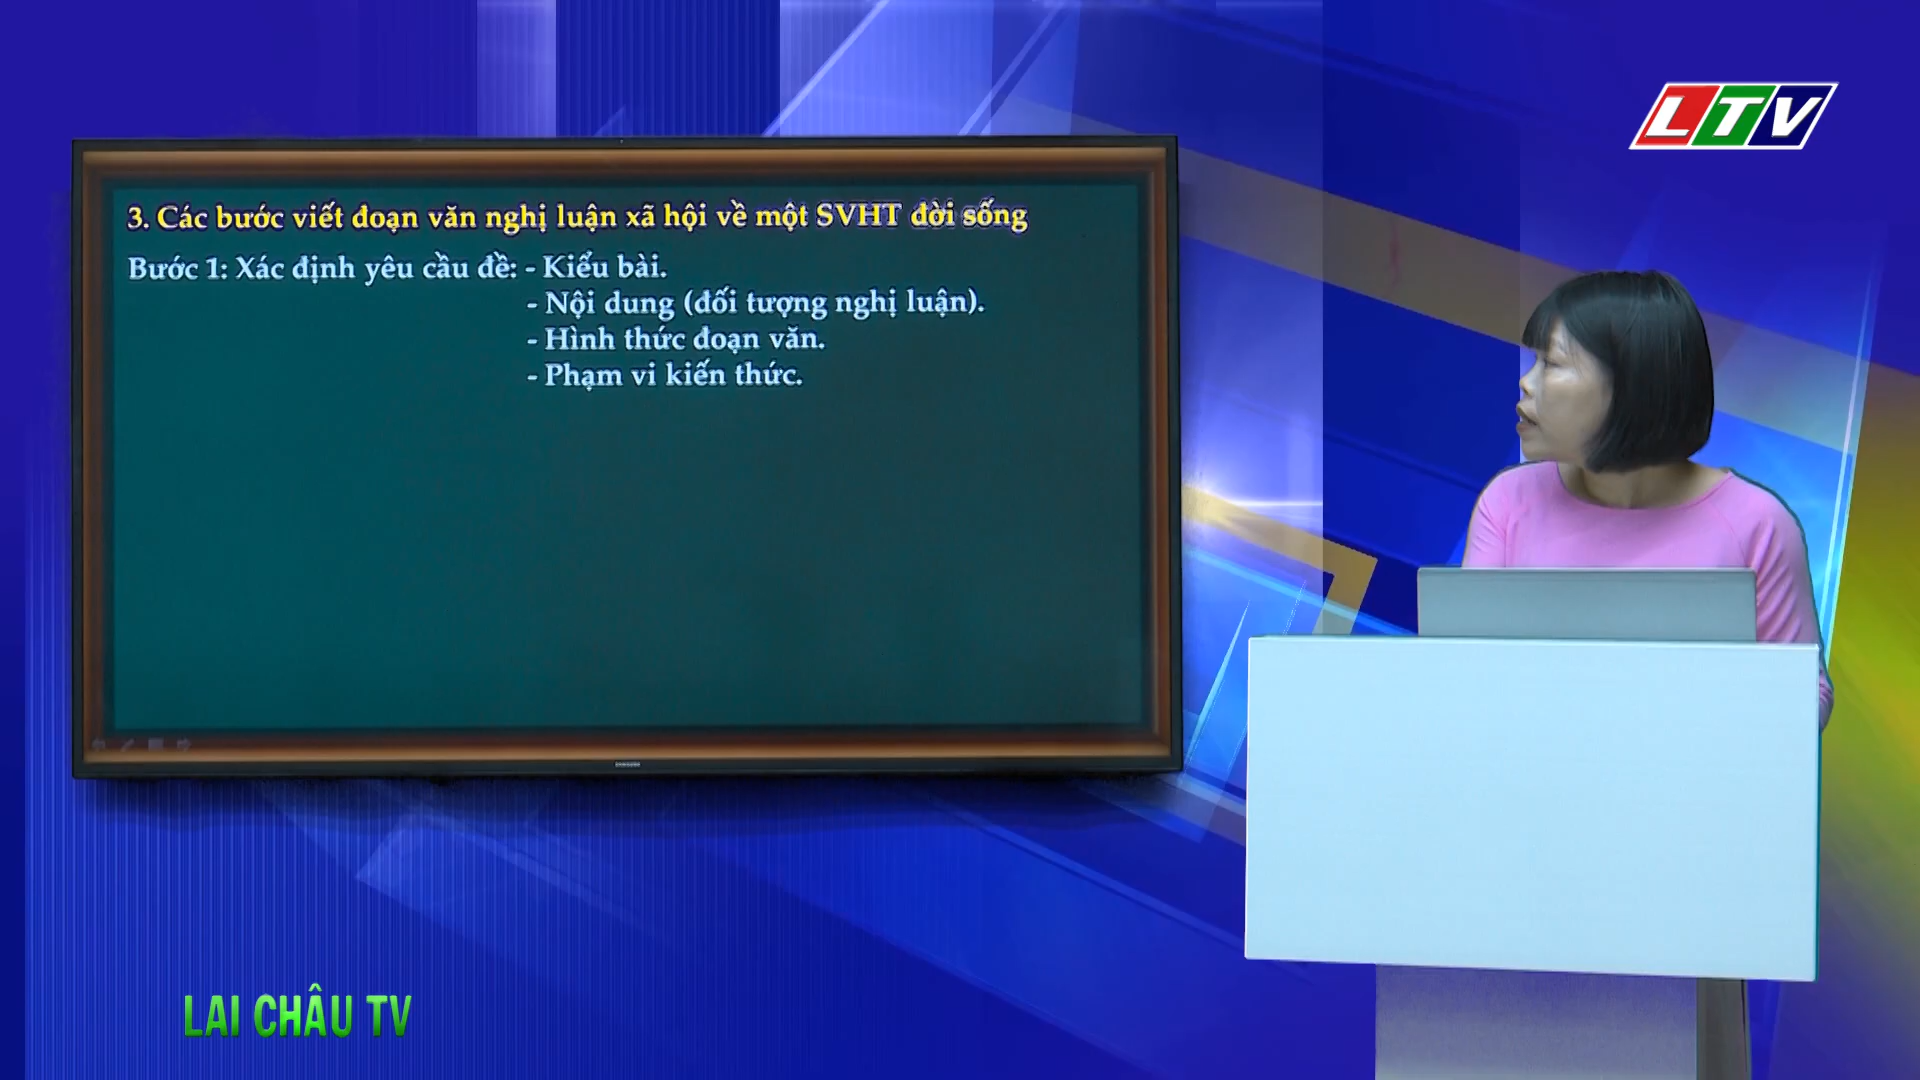 LTV
3. Các bước viết đoạn văn nghị luận xã hội về một SVHT đời sống
Bước 1: Xác định yêu cầu đề: - Kiểu bài.
- Nội dung (đối tượng nghị luận).
- Hình thức đoạn văn.
- Phạm vi kiến thức.
SAMSUNG
LAI CHÂU TV